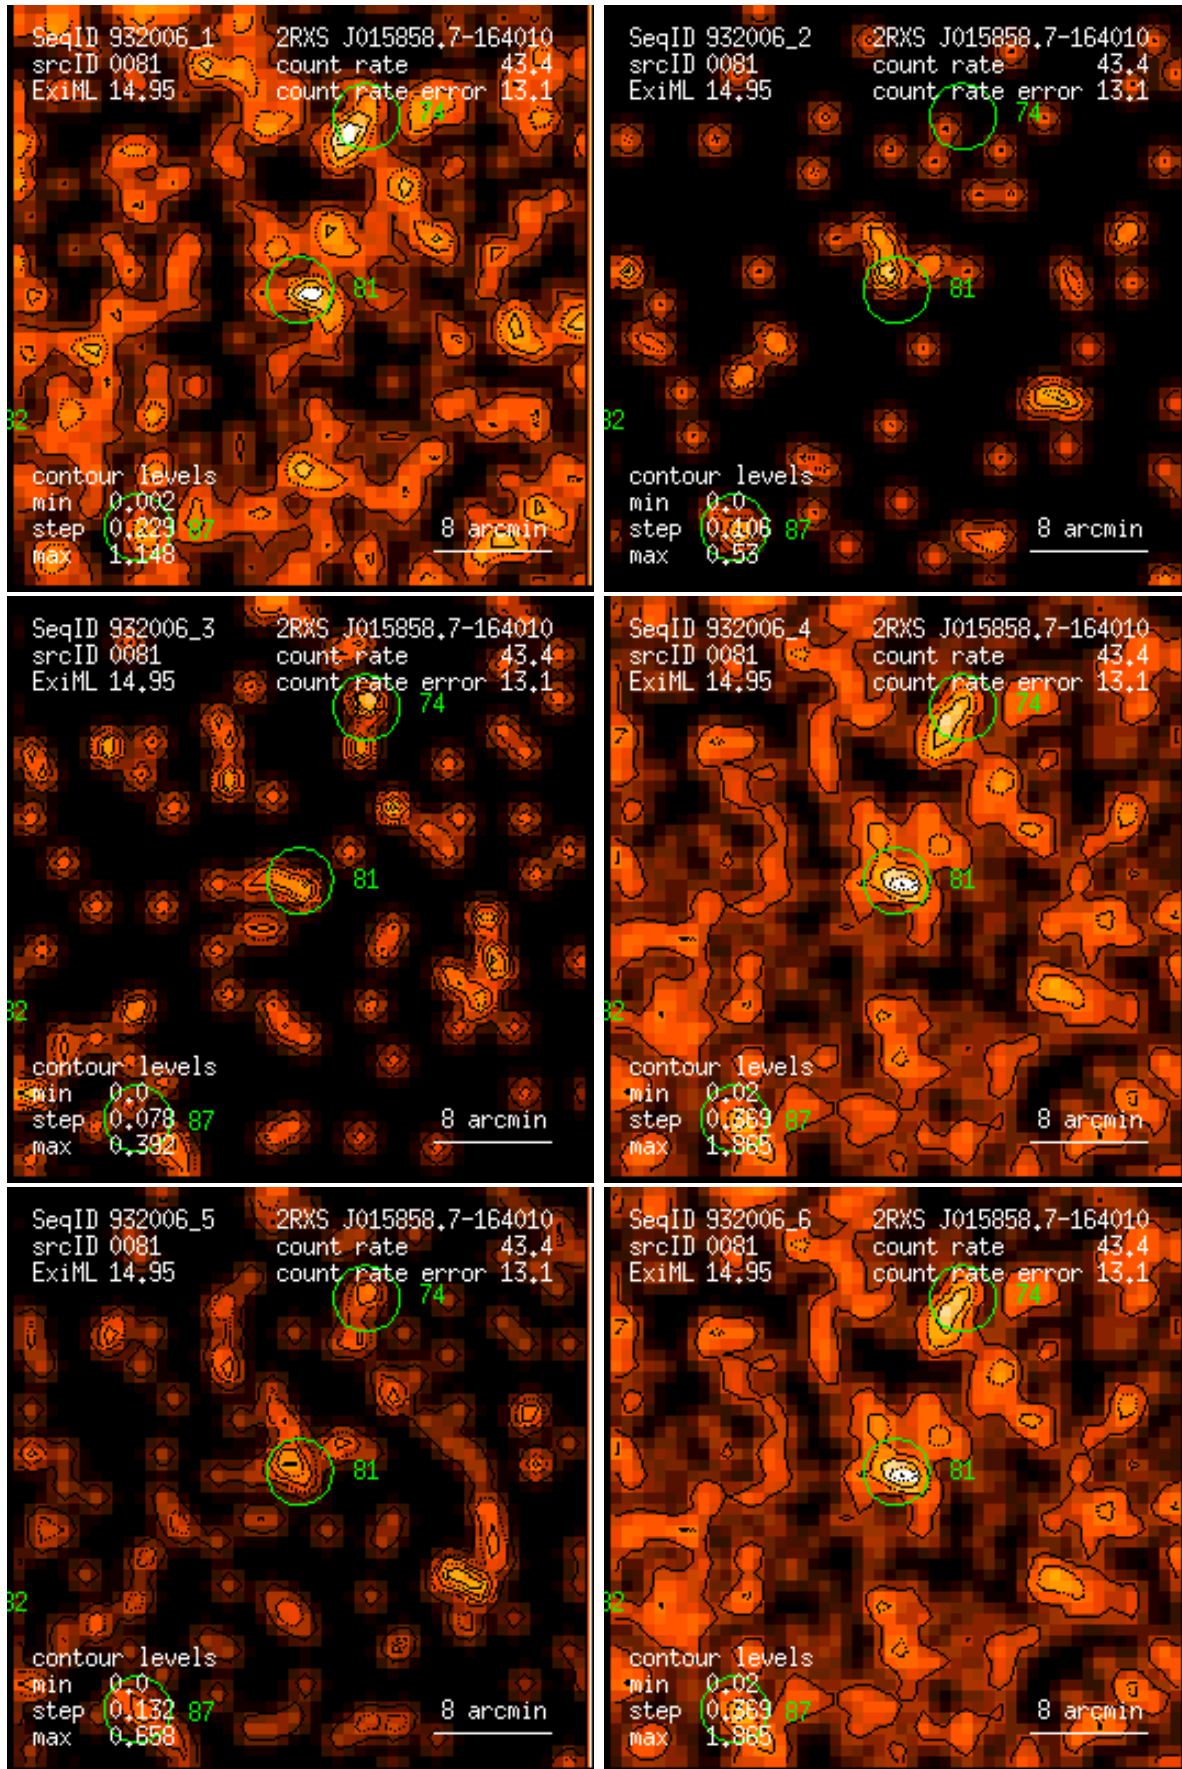 SeqID 932006_1 2RXS J015858.7-164010
srcID 0081 count rate 43.4
ExiML 14.95 count rate error 13.1
74
81
82
contour levels
min 0.002
step 0.229 87 8 arcmin
max 1.148
SeqID 932006_2 2RXS J015858.7-164010
srcID 0081 count rate 43.4
ExiML 14.95 count rate error 13.1
74
81
82
contour levels
min 0.0
step 0.106 87 8 arcmin
max 0.53
SeqID 932006_3 2RXS J015858.7-164010
srcID 0081 count rate 43.4
ExiML 14.95 count rate error 13.1
74
81
82
contour levels
min 0.0
step 0.078 87 8 arcmin
max 0.392
SeqID 932006_4 2RXS J015858.7-164010
srcID 0081 count rate 43.4
ExiML 14.95 count rate error 13.1
74
81
82
contour levels
min 0.02
step 0.369 87 8 arcmin
max 1.865
SeqID 932006_5 2RXS J015858.7-164010
srcID 0081 count rate 43.4
ExiML 14.95 count rate error 13.1
74
81
82
contour levels
min 0.0
step 0.132 87 8 arcmin
max 0.658
SeqID 932006_6 2RXS J015858.7-164010
srcID 0081 count rate 43.4
ExiML 14.95 count rate error 13.1
74
81
82
contour levels
min 0.02
step 0.369 87 8 arcmin
max 1.865